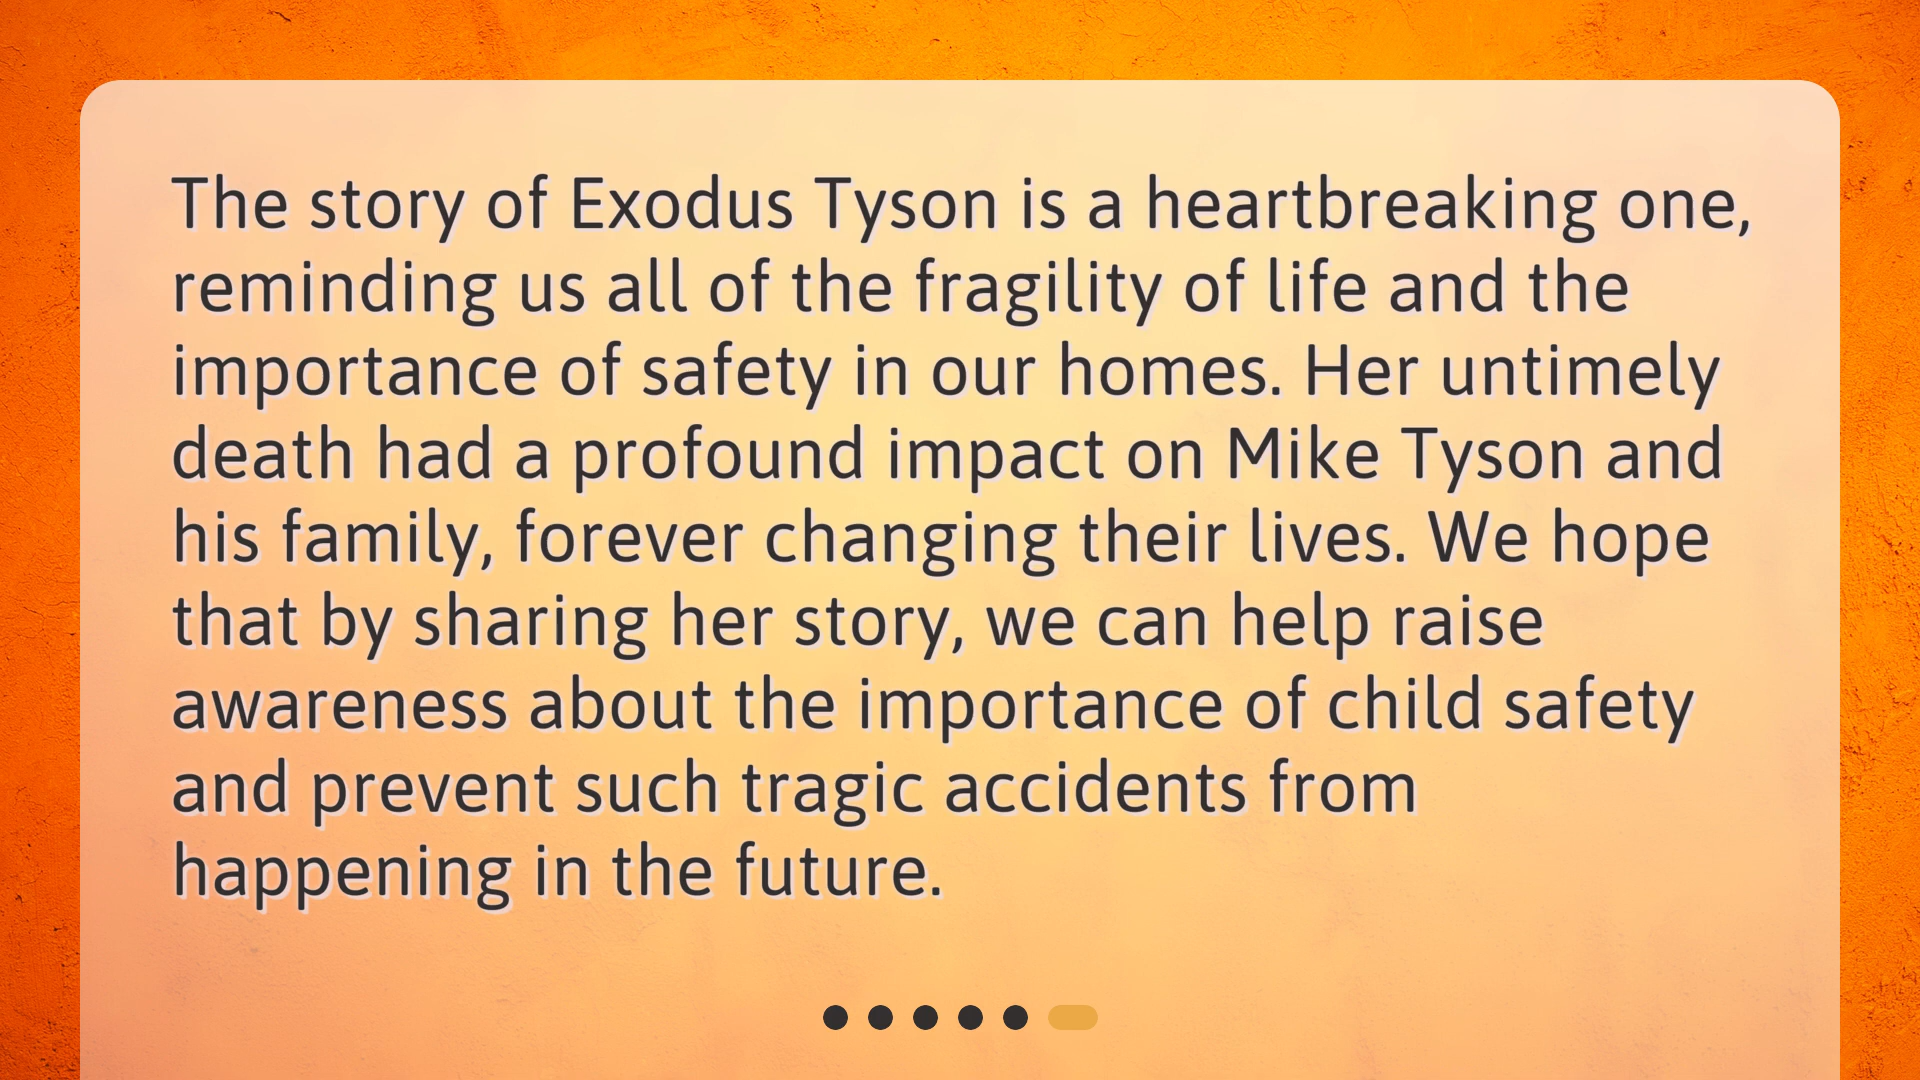 The story of Exodus Tyson is a heartbreaking one,
reminding us all of the fragility of life and the
importance of safety in our homes. Her untimely
death had a profound impact on Mike Tyson and
his family, forever changing their lives. We hope
that by sharing her story, we can help raise
awareness about the importance of child safety
and prevent such tragic accidents from
happening in the future.